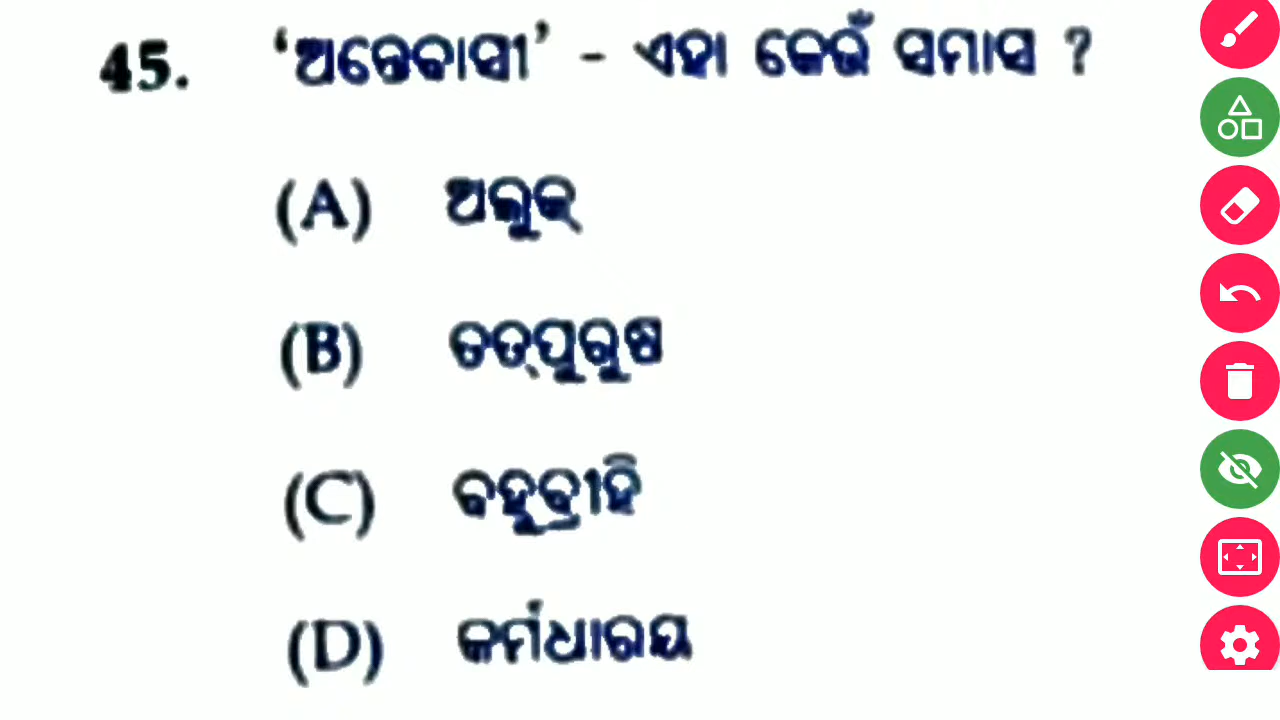 45. ‘ଅନ୍ତେବାସୀ’ – ଏହା କେଉଁ ସମାସ ?
(A) ଅଲୁକ୍
(B) ତତ୍ପୁରୁଷ
(C) ବହୁବ୍ରୀହି
(D) କର୍ମଧାରୟ